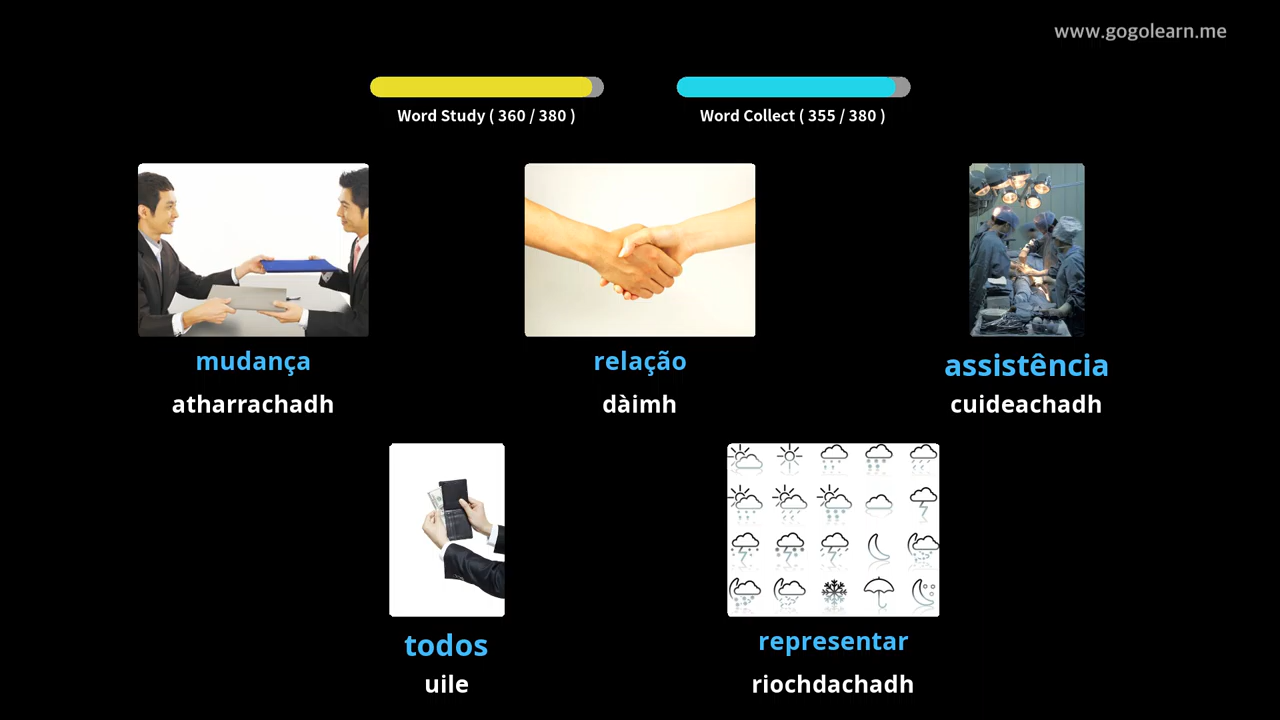 www.gogolearn.me
Word Study ( 360 / 380 )
Word Collect ( 355 / 380 )
mudança
relação
assistência
atharrachadh
dàimh
cuideachadh
todos
representar
uile
riochdachadh